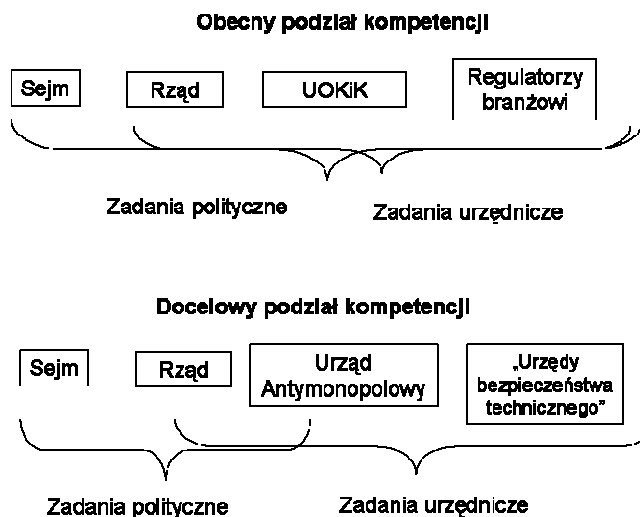 Obecny podział kompetencji
Sejm
Rząd
UOKiK
Regulatorzy
branżowi
Zadania polityczne
Zadania urzędnicze
Docelowy podział kompetencji
Sejm
Rząd
Urząd
Antymonopolowy
„Urzędy
bezpieczeństwa
technicznego”
Zadania polityczne
Zadania urzędnicze